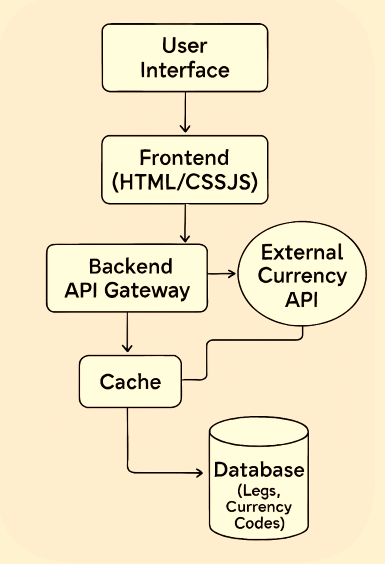 User
Interface
Frontend
(HTML/CSSJS)
Backend
API Gateway
External
Currency
API
Cache
Database
(Legs,
Currency
Codes)